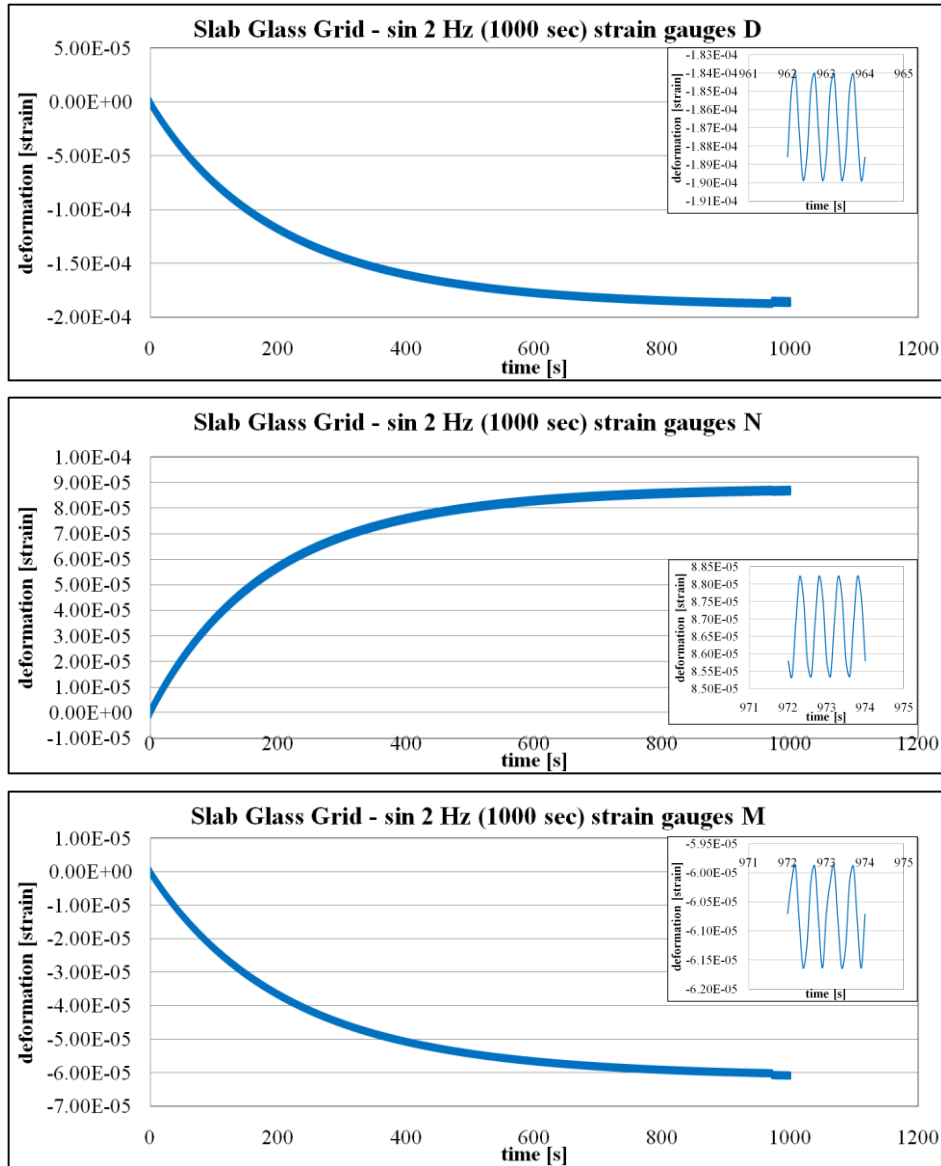 Slab Glass Grid - sin 2 Hz (1000 sec) strain gauges D
deformation [strain]
5.00E-05
0.00E+00
-5.00E-05
-1.00E-04
-1.50E-04
-2.00E-04
0 200 400 600 800 1000 1200
time [s]
deformation [strain]
-1.83E-04
-1.84E-04
-1.85E-04
-1.86E-04
-1.87E-04
-1.88E-04
-1.89E-04
-1.90E-04
-1.91E-04
961 962 963 964 965
time [s]
Slab Glass Grid - sin 2 Hz (1000 sec) strain gauges N
deformation [strain]
1.00E-04
9.00E-05
8.00E-05
7.00E-05
6.00E-05
5.00E-05
4.00E-05
3.00E-05
2.00E-05
1.00E-05
0.00E+00
-1.00E-05
0 200 400 600 800 1000 1200
time [s]
deformation [strain]
8.85E-05
8.80E-05
8.75E-05
8.70E-05
8.65E-05
8.60E-05
8.55E-05
8.50E-05
971 972 973 974 975
time [s]
Slab Glass Grid - sin 2 Hz (1000 sec) strain gauges M
deformation [strain]
1.00E-05
0.00E+00
-1.00E-05
-2.00E-05
-3.00E-05
-4.00E-05
-5.00E-05
-6.00E-05
-7.00E-05
0 200 400 600 800 1000 1200
time [s]
deformation [strain]
-5.95E-05
-6.00E-05
-6.05E-05
-6.10E-05
-6.15E-05
-6.20E-05
971 972 973 974 975
time [s]